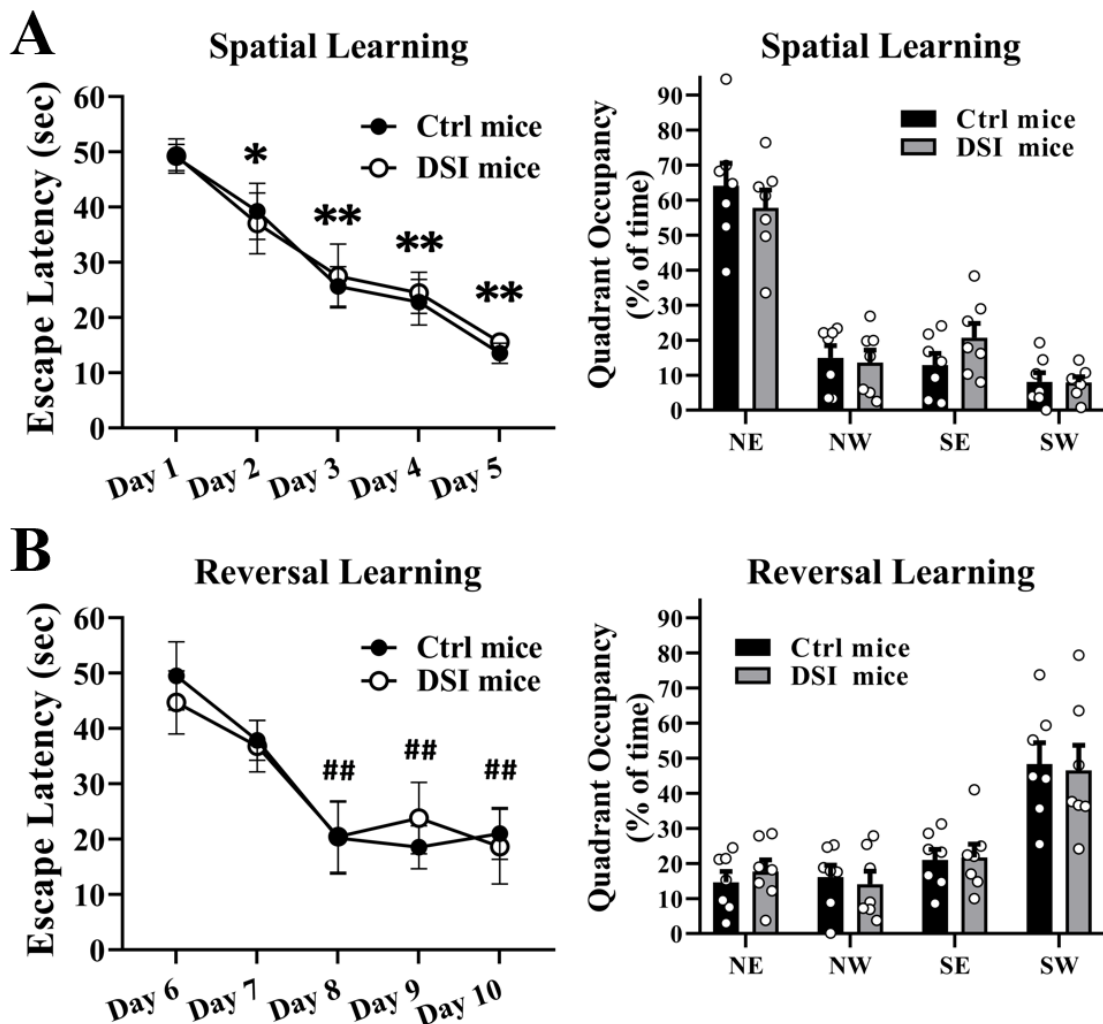 A
Spatial Learning
Escape Latency (sec)
60
50
40
30
20
10
0
Ctrl mice
DSI mice
*
**
**
**
Day 1
Day 2
Day 3
Day 4
Day 5
Spatial Learning
Quadrant Occupancy
(% of time)
90
80
70
60
50
40
30
20
10
0
Ctrl mice
DSI mice
NE
NW
SE
SW
B
Reversal Learning
Escape Latency (sec)
60
50
40
30
20
10
0
Ctrl mice
DSI mice
##
##
##
Day 6
Day 7
Day 8
Day 9
Day 10
Reversal Learning
Quadrant Occupancy
(% of time)
90
80
70
60
50
40
30
20
10
0
Ctrl mice
DSI mice
NE
NW
SE
SW